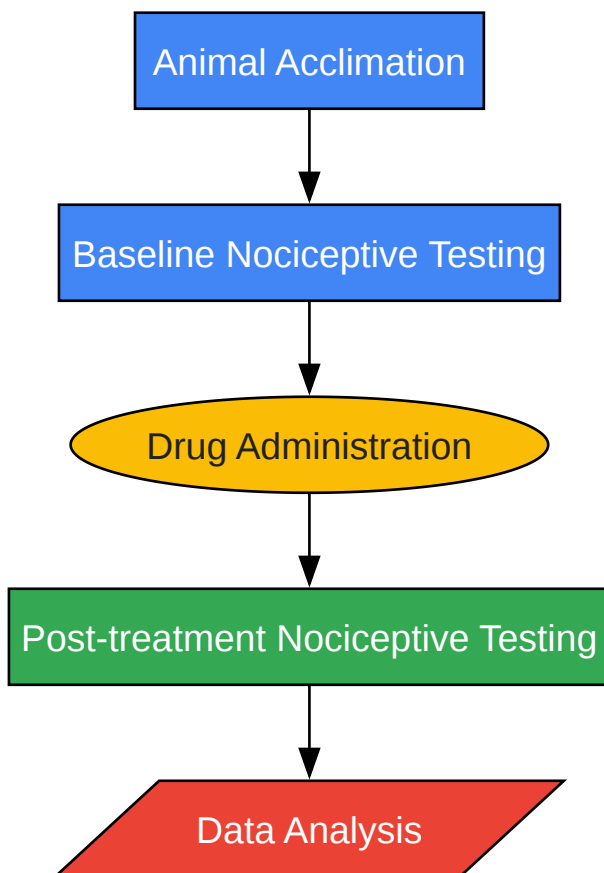 Animal Acclimation
Baseline Nociceptive Testing
Drug Administration
Post-treatment Nociceptive Testing
Data Analysis